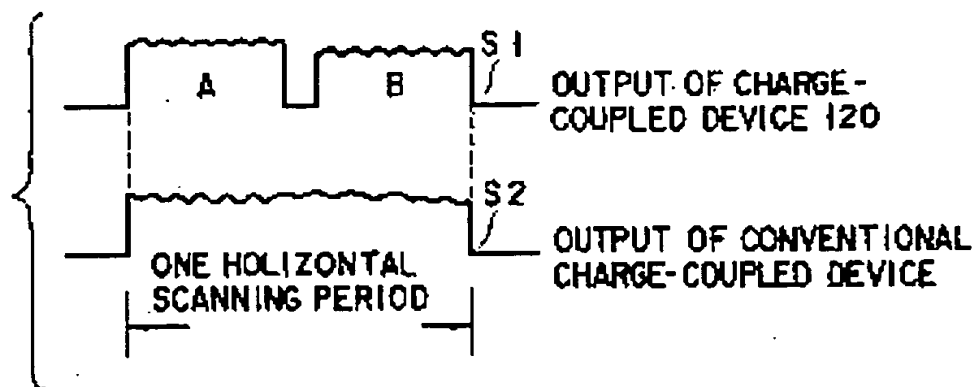 S1
A
B
OUTPUT OF CHARGE-
COUPLED DEVICE 120
S2
OUTPUT OF CONVENTIONAL
CHARGE-COUPLED DEVICE
ONE HOLIZONTAL
SCANNING PERIOD